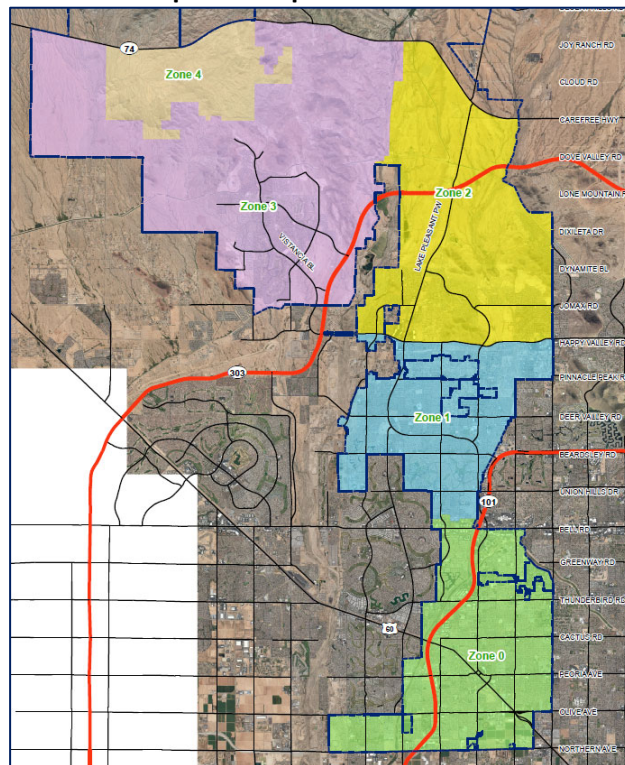 JOY RANCH RD
74
Zone 4
CLOUD RD
CAREFREE HWY
DOVE VALLEY RD
Zone 2
LONE MOUNTAIN R
Zone 3
LAKE PLEASANT PW
DIXILETA DR
VISTANCIA BL
DYNAMITE BL
JOMAX RD
HAPPY VALLEY RD
303
PINNACLE PEAK R
Zone 1
DEER VALLEY RD
BEARDSLEY RD
UNION HILLS DR
101
BELL RD
GREENWAY RD
THUNDERBIRD RD
60
CACTUS RD
Zone 0
PEORIA AVE
OLIVE AVE
NORTHERN AVE